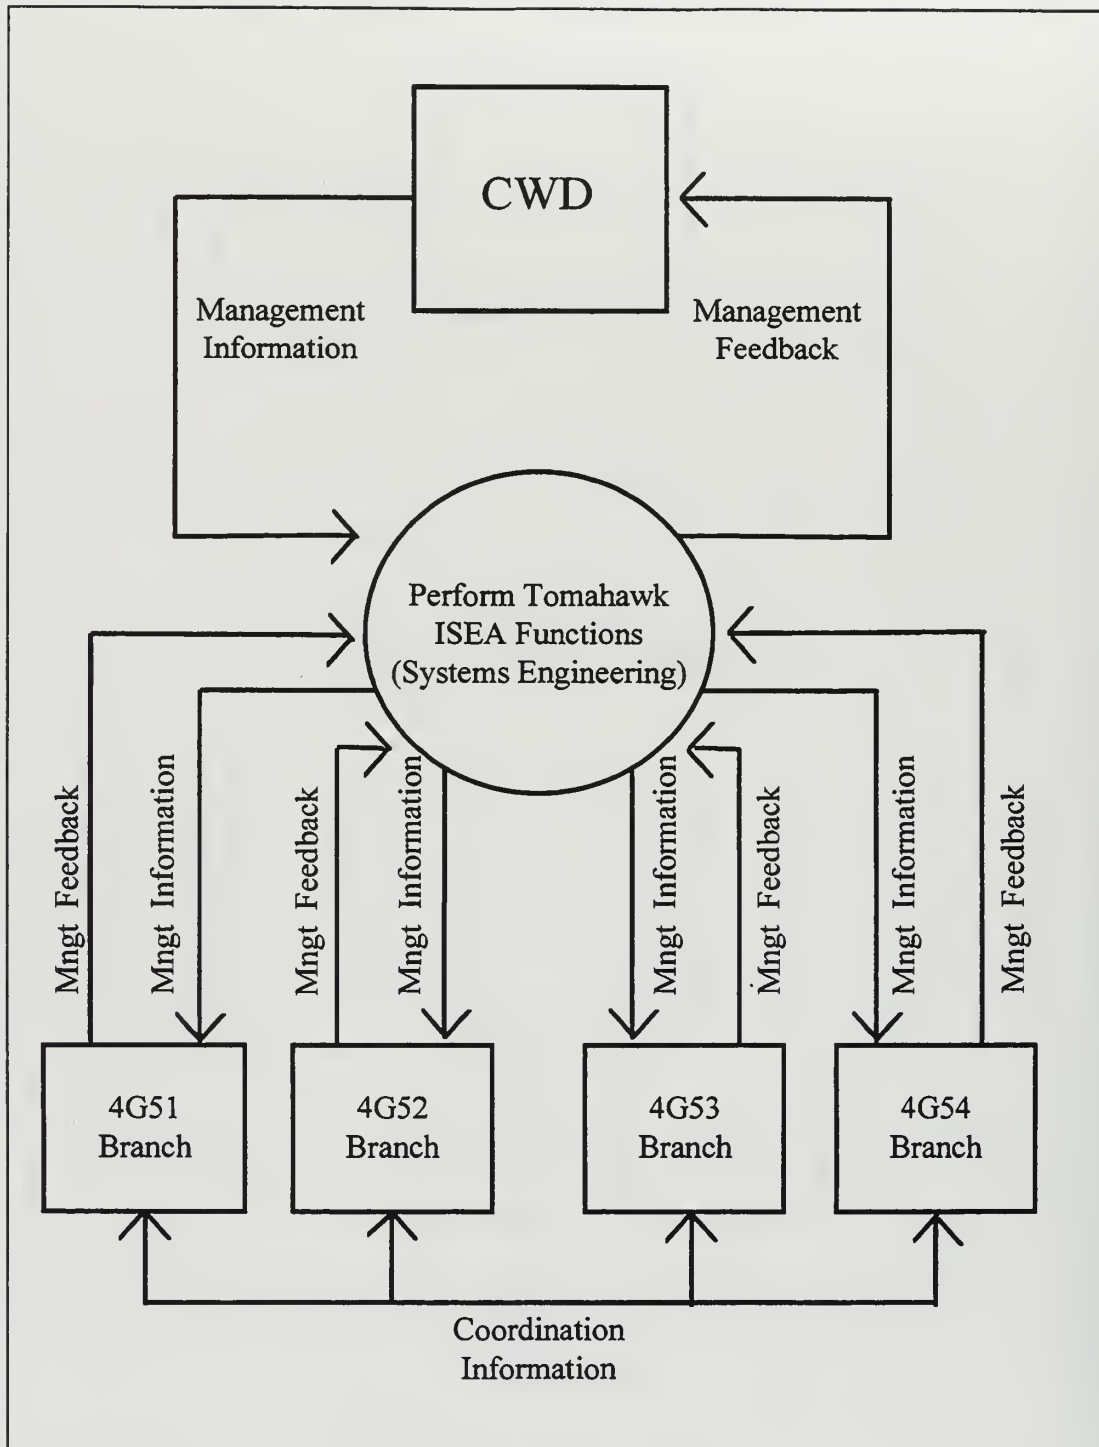 CWD
Management
Information
Management
Feedback
Perform Tomahawk
ISEA Functions
(Systems Engineering)
Mngt Feedback
Mngt Information
Mngt Feedback
Mngt Information
Mngt Information
Mngt Feedback
Mngt Information
Mngt Feedback
4G51
Branch
4G52
Branch
4G53
Branch
4G54
Branch
Coordination
Information